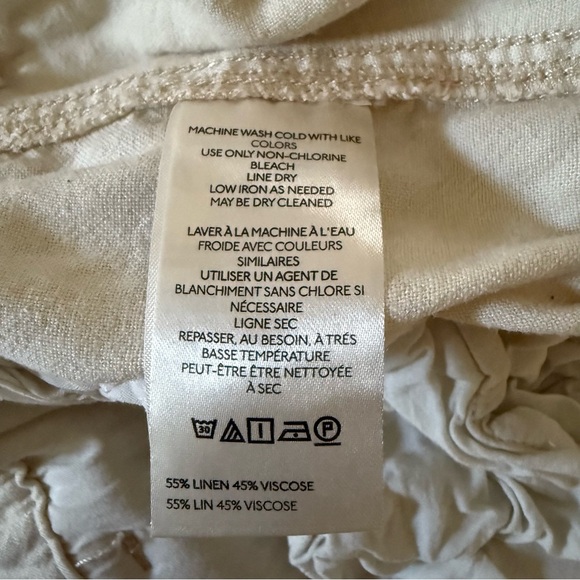 MACHINE WASH COLD WITH LIKE
COLORS
USE ONLY NON-CHLORINE
BLEACH
LINE DRY
LOW IRON AS NEEDED
MAY BE DRY CLEANED
LAVER À LA MACHINE À L'EAU
FROIDE AVEC COULEURS
SIMILAIRES
UTILISER UN AGENT DE
BLANCHIMENT SANS CHLORE SI
NÉCESSAIRE
LIGNE SEC
REPASSER, AU BESOIN, À TRÉS
BASSE TEMPÉRATURE
PEUT-ÊTRE ÊTRE NETTOYÉE
À SEC
30 P
55% LINEN 45% VISCOSE
55% LIN 45% VISCOSE